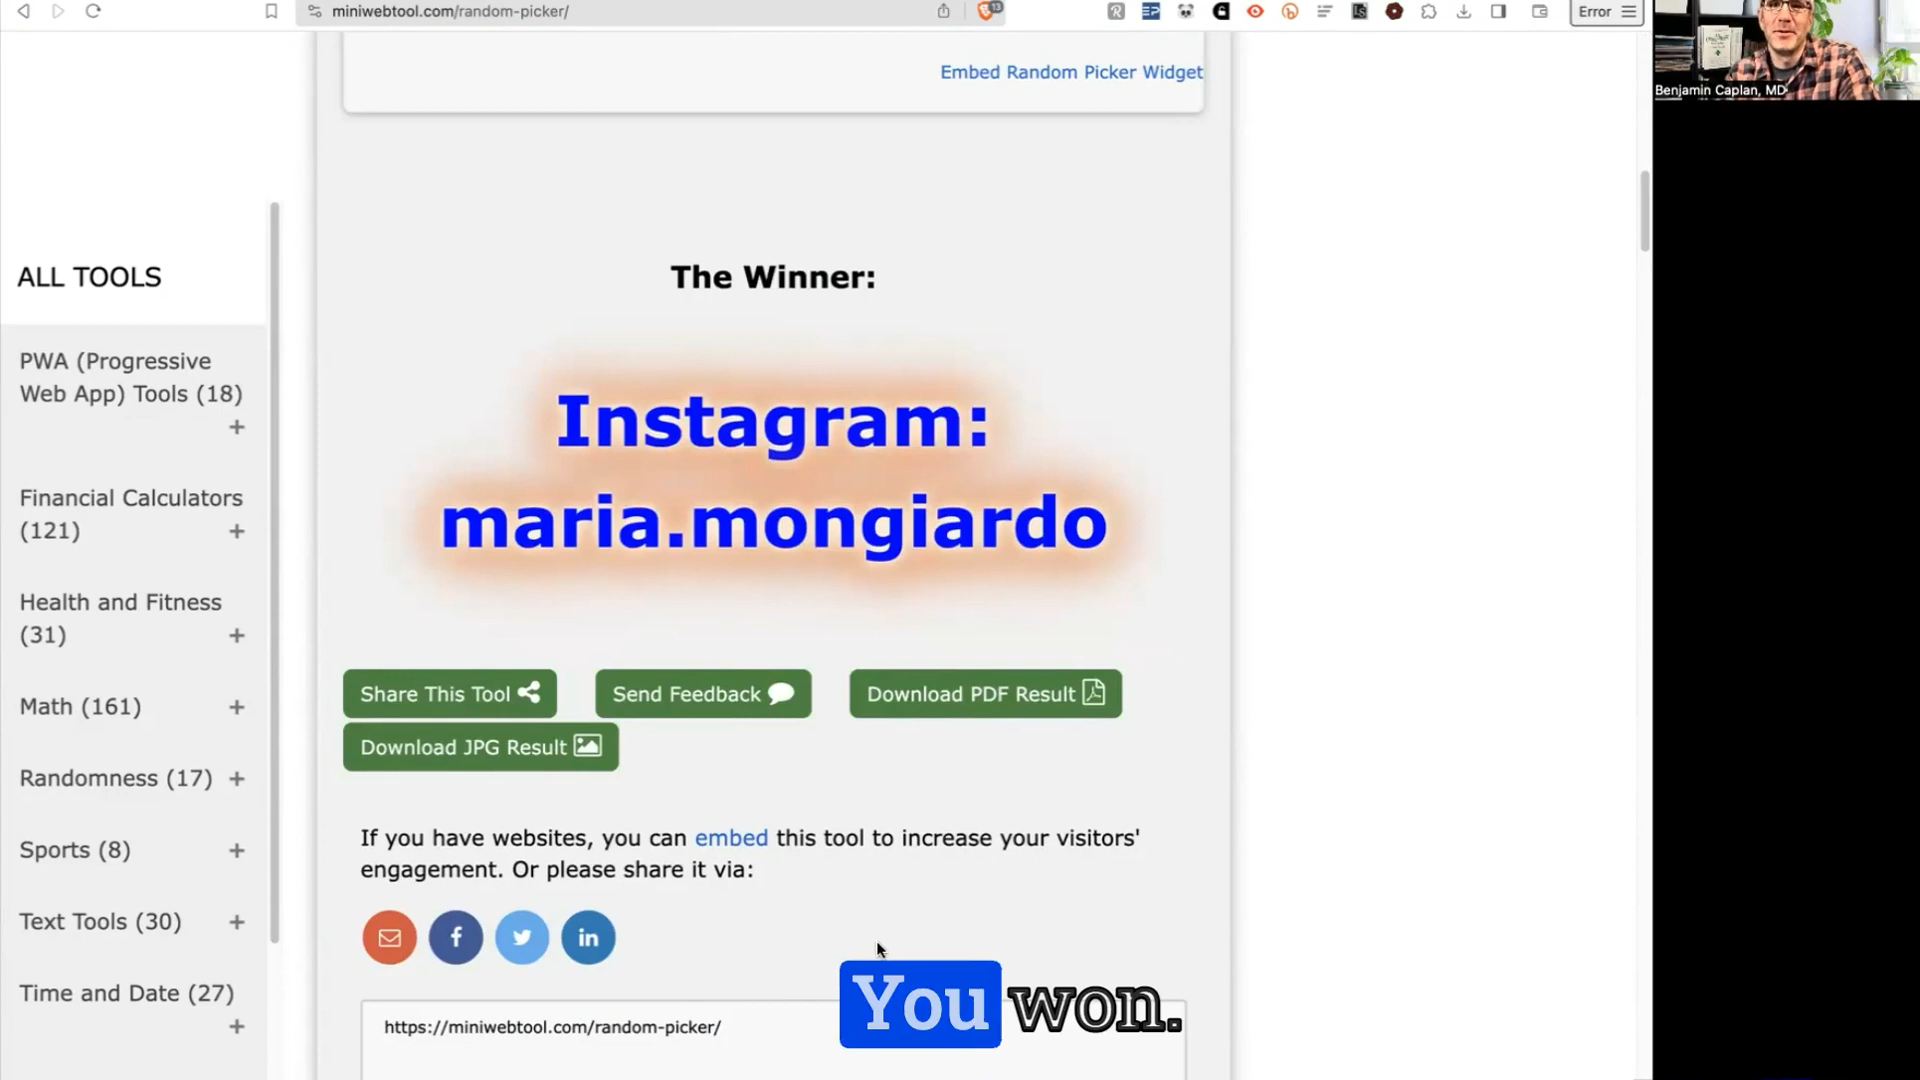 miniwebtool.com/random-picker/
13
Error
Benjamin Caplan, MD
Embed Random Picker Widget
ALL TOOLS
PWA (Progressive
Web App) Tools (18)
+
Financial Calculators
(121) +
Health and Fitness
(31) +
Math (161) +
Randomness (17) +
Sports (8) +
Text Tools (30) +
Time and Date (27)
+
The Winner:
Instagram:
maria.mongiardo
Share This Tool
Send Feedback
Download PDF Result
Download JPG Result
If you have websites, you can embed this tool to increase your visitors'
engagement. Or please share it via:
f
in
https://miniwebtool.com/random-picker/
You won.